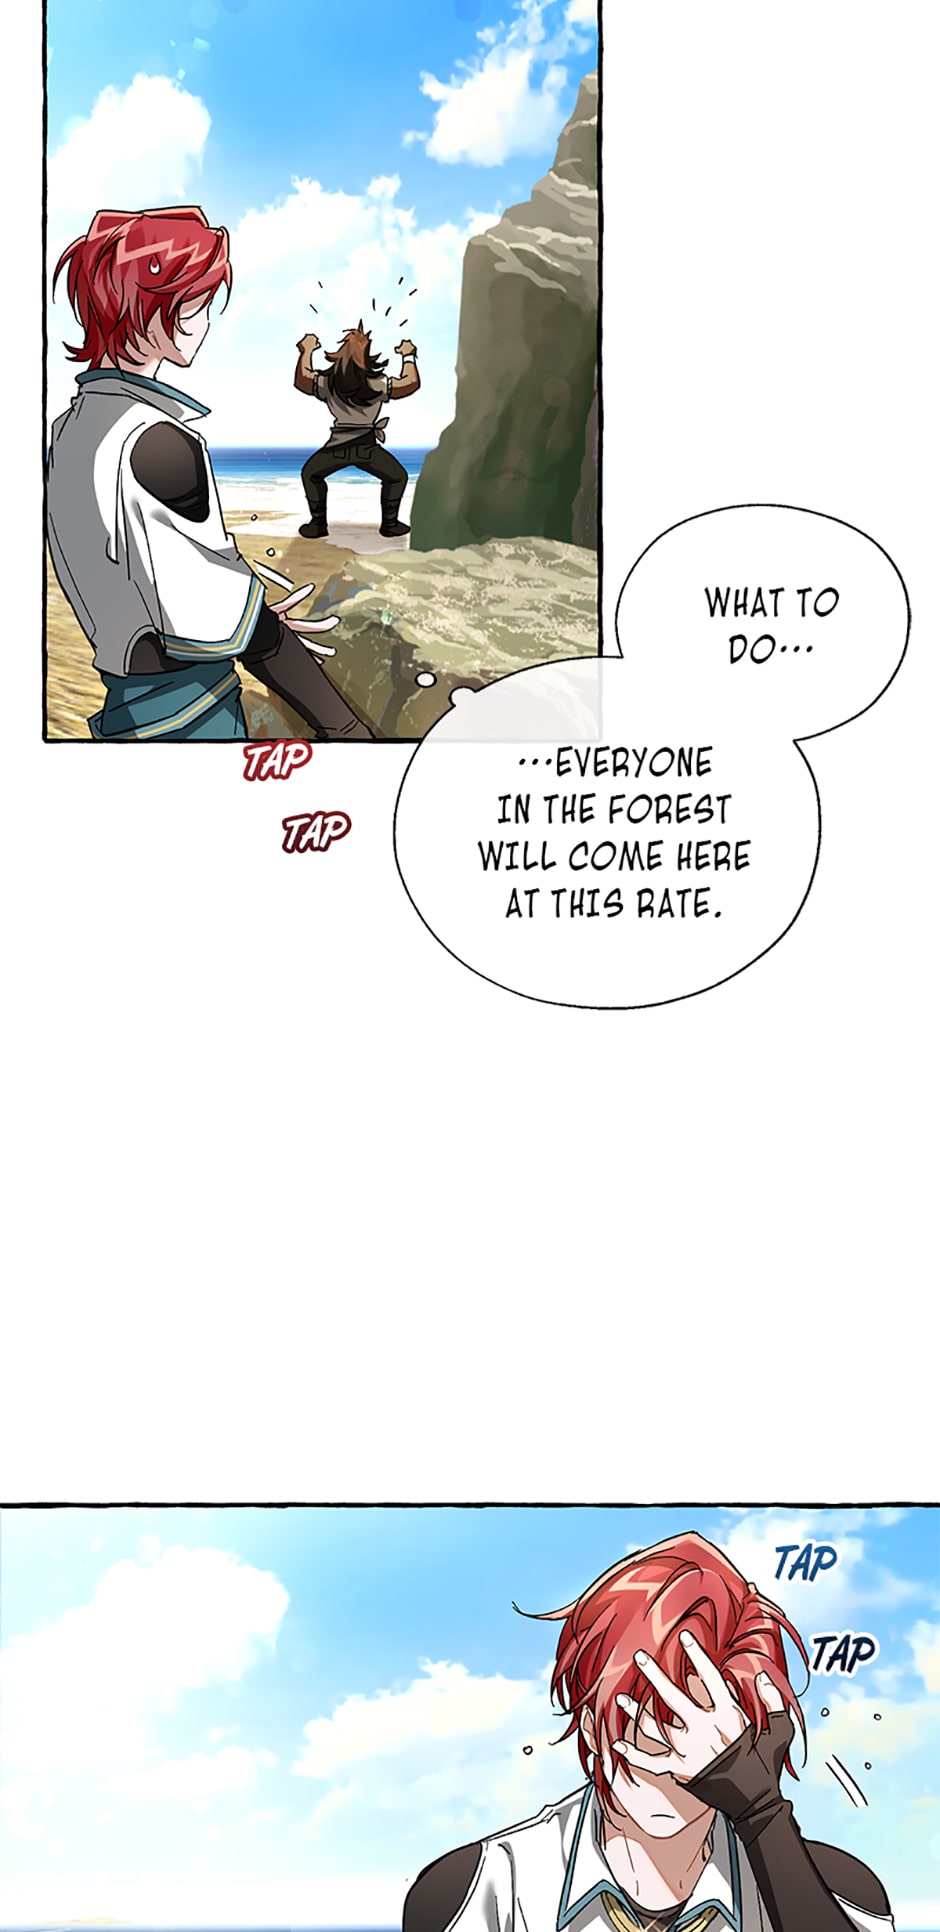 WHAT TO
DO...
...EVERYONE
IN THE FOREST
WILL COME HERE
AT THIS RATE.
TAP
TAP
TAP
TAP